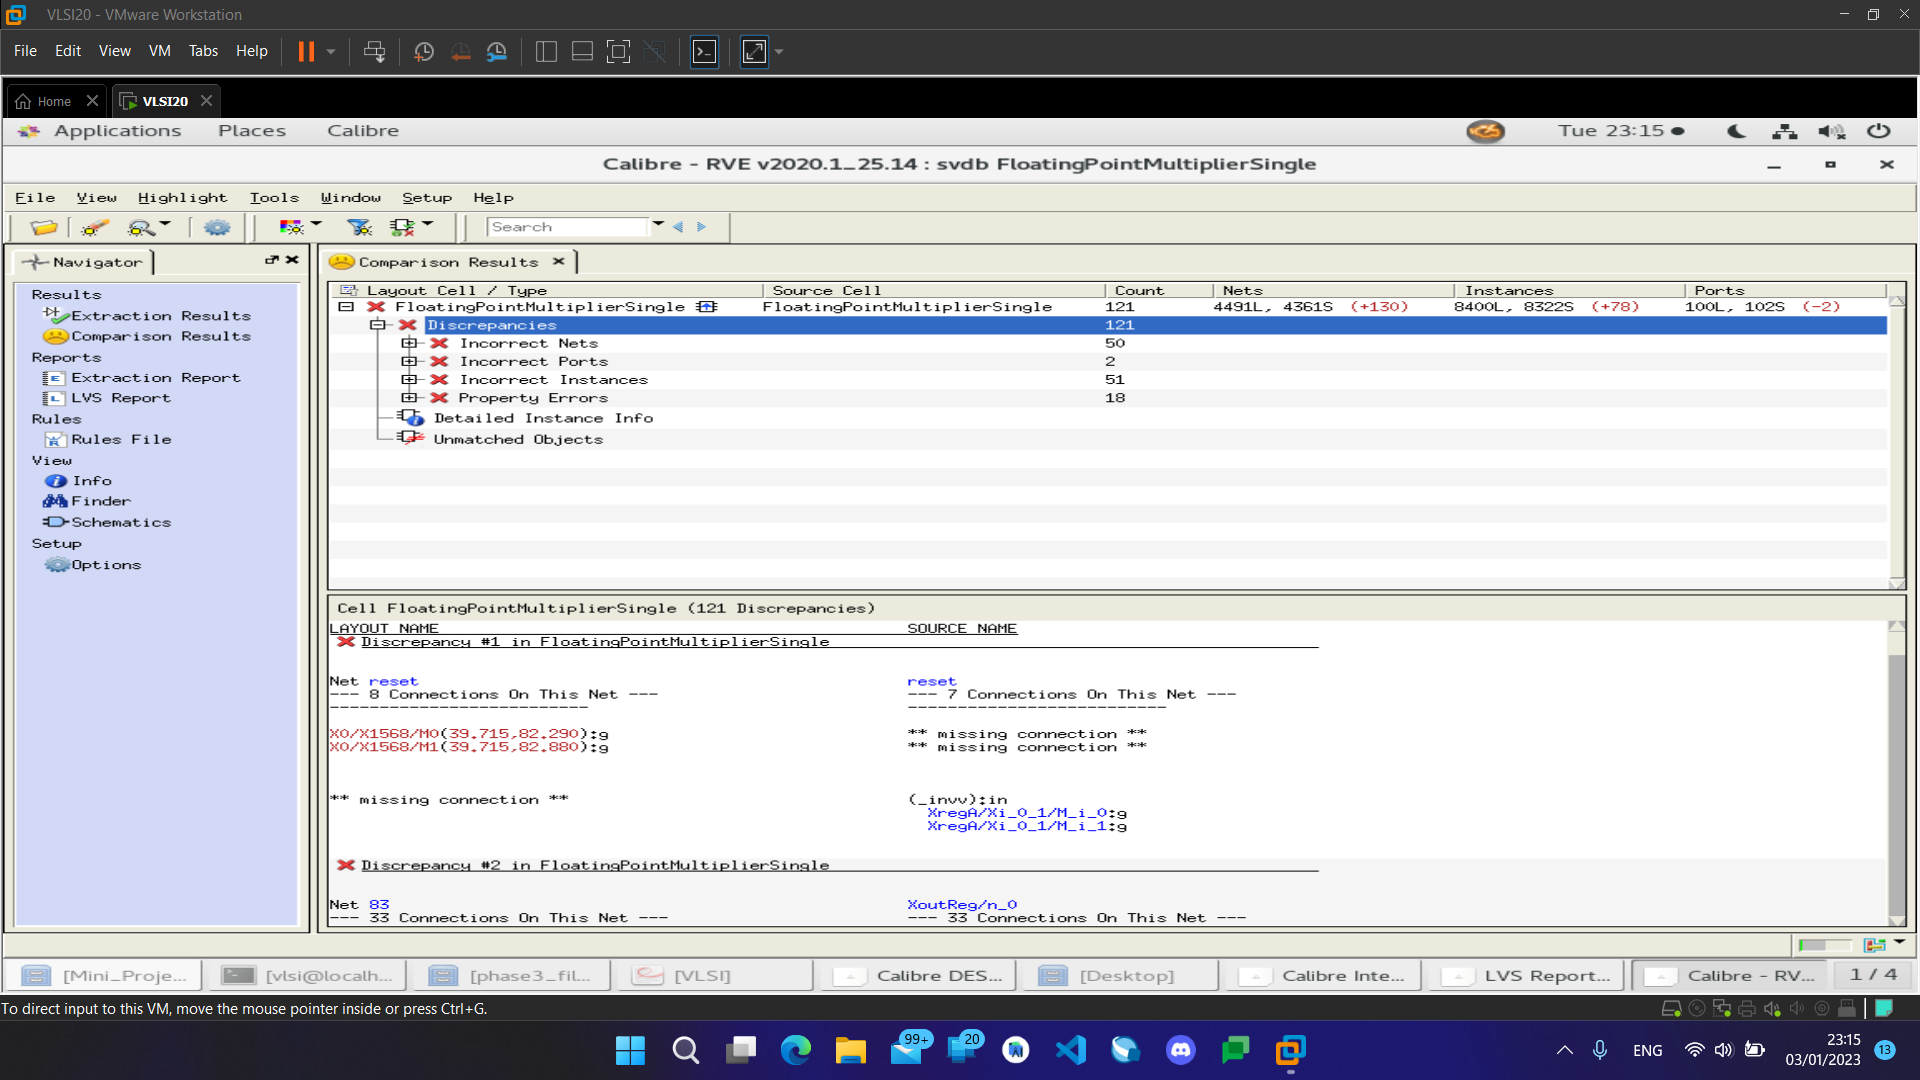 VLSI20 - VMware Workstation
File Edit View VM Tabs Help
Home VLSI20
Applications Places Calibre Tue 23:15
Calibre - RVE v2020.1_25.14 : svdb FloatingPointMultiplierSingle
File View Highlight Tools Window Setup Help
Search
Navigator
Results
Extraction Results
Comparison Results
Reports
Extraction Report
LVS Report
Rules
Rules File
View
Info
Finder
Schematics
Setup
Options
Comparison Results
Layout Cell / Type Source Cell Count Nets Instances Ports
FloatingPointMultiplierSingle FloatingPointMultiplierSingle 121 4491L, 4361S (+130) 8400L, 8322S (+78) 100L, 102S (-2)
Discrepancies 121
Incorrect Nets 50
Incorrect Ports 2
Incorrect Instances 51
Property Errors 18
Detailed Instance Info
Unmatched Objects
Cell FloatingPointMultiplierSingle (121 Discrepancies)
LAYOUT NAME SOURCE NAME
Discrepancy #1 in FloatingPointMultiplierSingle
Net reset reset
--- 8 Connections On This Net --- --- 7 Connections On This Net ---
-------------------------- --------------------------
X0/X1568/M0(39.715,82.290):g ** missing connection **
X0/X1568/M1(39.715,82.880):g ** missing connection **
** missing connection ** (_invv):in
XregA/Xi_0_1/M_i_0:g
XregA/Xi_0_1/M_i_1:g
Discrepancy #2 in FloatingPointMultiplierSingle
Net 83 XoutReg/n_0
--- 33 Connections On This Net --- --- 33 Connections On This Net ---
[Mini_Proje... [vlsi@localh... [phase3_fil... [VLSI] Calibre DES... [Desktop] Calibre Inte... LVS Report... Calibre - RV... 1 / 4
To direct input to this VM, move the mouse pointer inside or press Ctrl+G.
99+ 20 ENG 23:15 13
03/01/2023